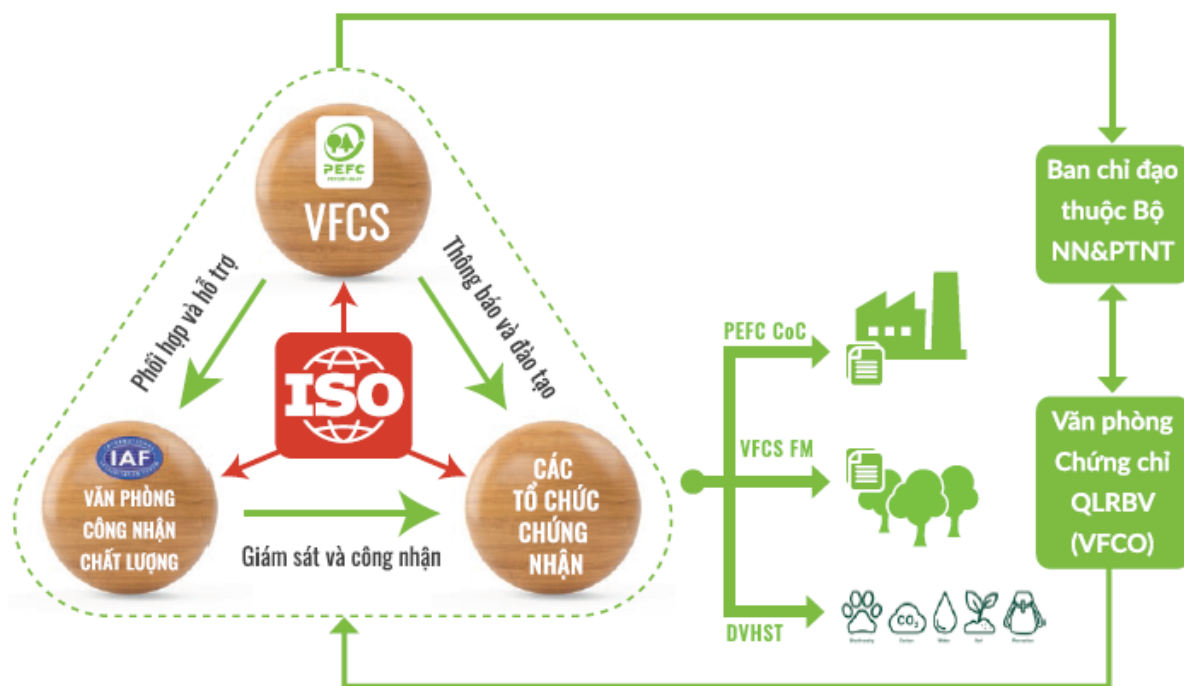 PEFC
VFCS
Phối hợp và hỗ trợ
Thông báo và đào tạo
ISO
IAF
VĂN PHÒNG
CÔNG NHẬN
CHẤT LƯỢNG
Giám sát và công nhận
CÁC
TỔ CHỨC
CHỨNG
NHẬN
PEFC CoC
VFCS FM
DVHST
CO₂
Ban chỉ đạo
thuộc Bộ
NN&PTNT
Văn phòng
Chứng chỉ
QLRBV
(VFCO)